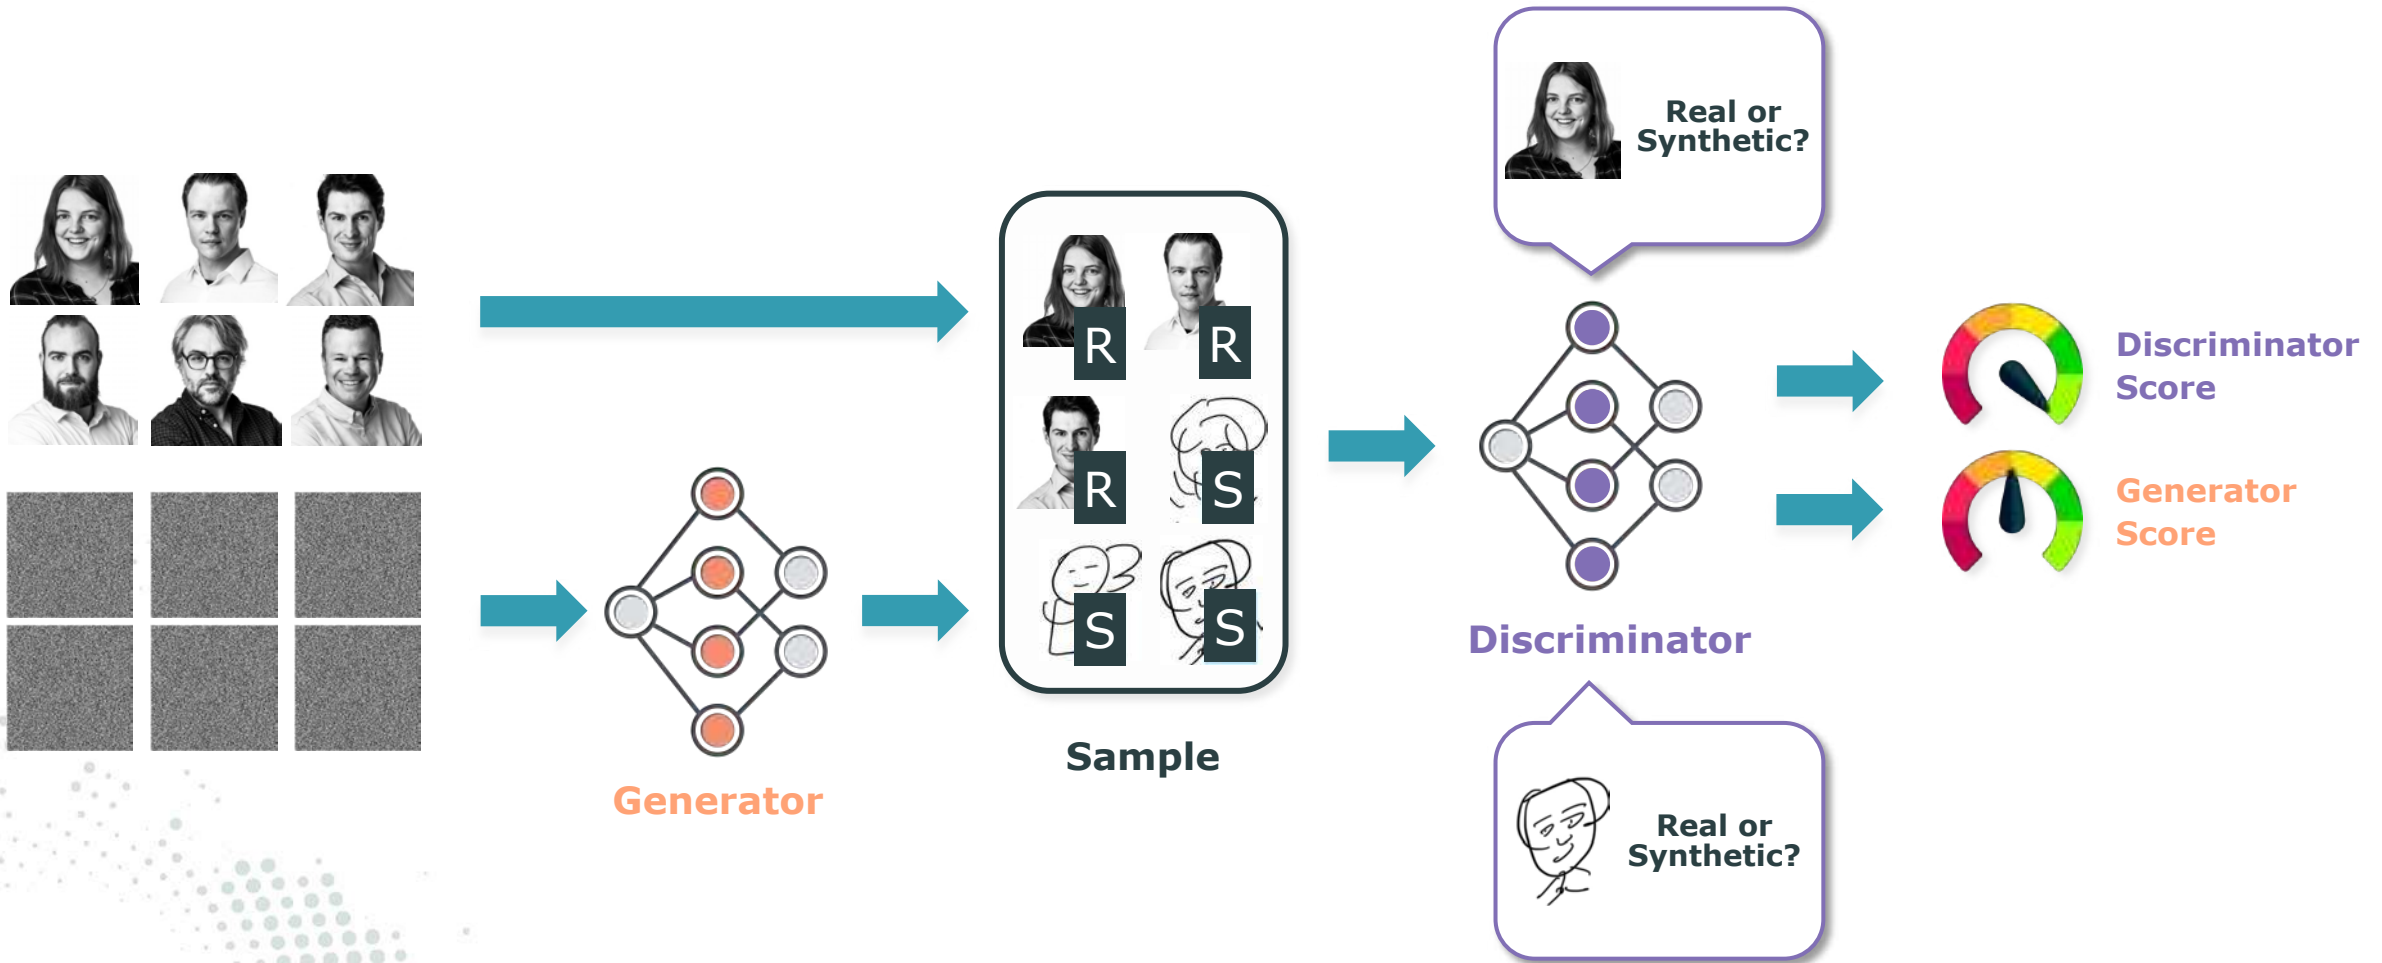 Real or
Synthetic?
R
R
R
S
S
S
Discriminator
Score
Generator
Score
Discriminator
Sample
Generator
Real or
Synthetic?